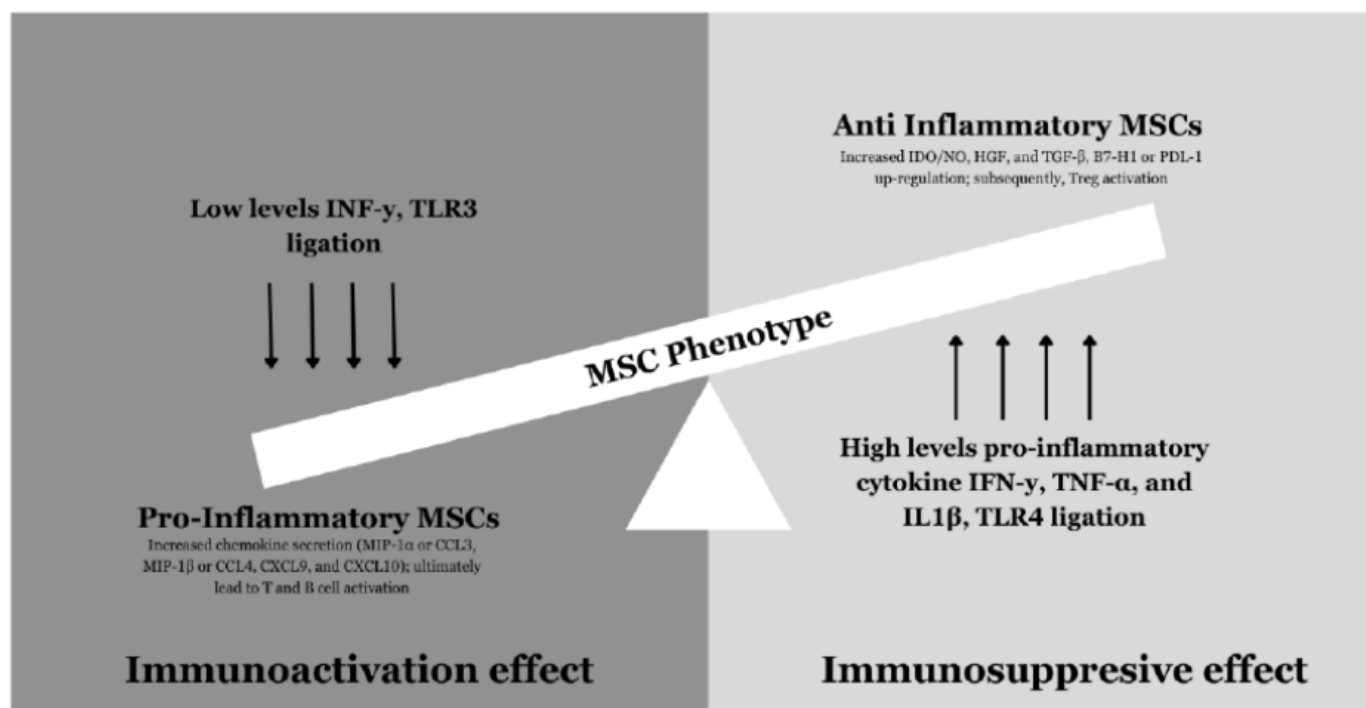 Anti Inflammatory MSCs
Increased IDO/NO, HGF, and TGF-β, B7-H1 or PDL-1
up-regulation; subsequently, Treg activation
Low levels INF-y, TLR3
ligation
MSC Phenotype
High levels pro-inflammatory
cytokine IFN-y, TNF-α, and
IL1β, TLR4 ligation
Pro-Inflammatory MSCs
Increased chemokine secretion (MIP-1α or CCL3,
MIP-1β or CCL4, CXCL9, and CXCL10); ultimately
lead to T and B cell activation
Immunoactivation effect
Immunosuppresive effect